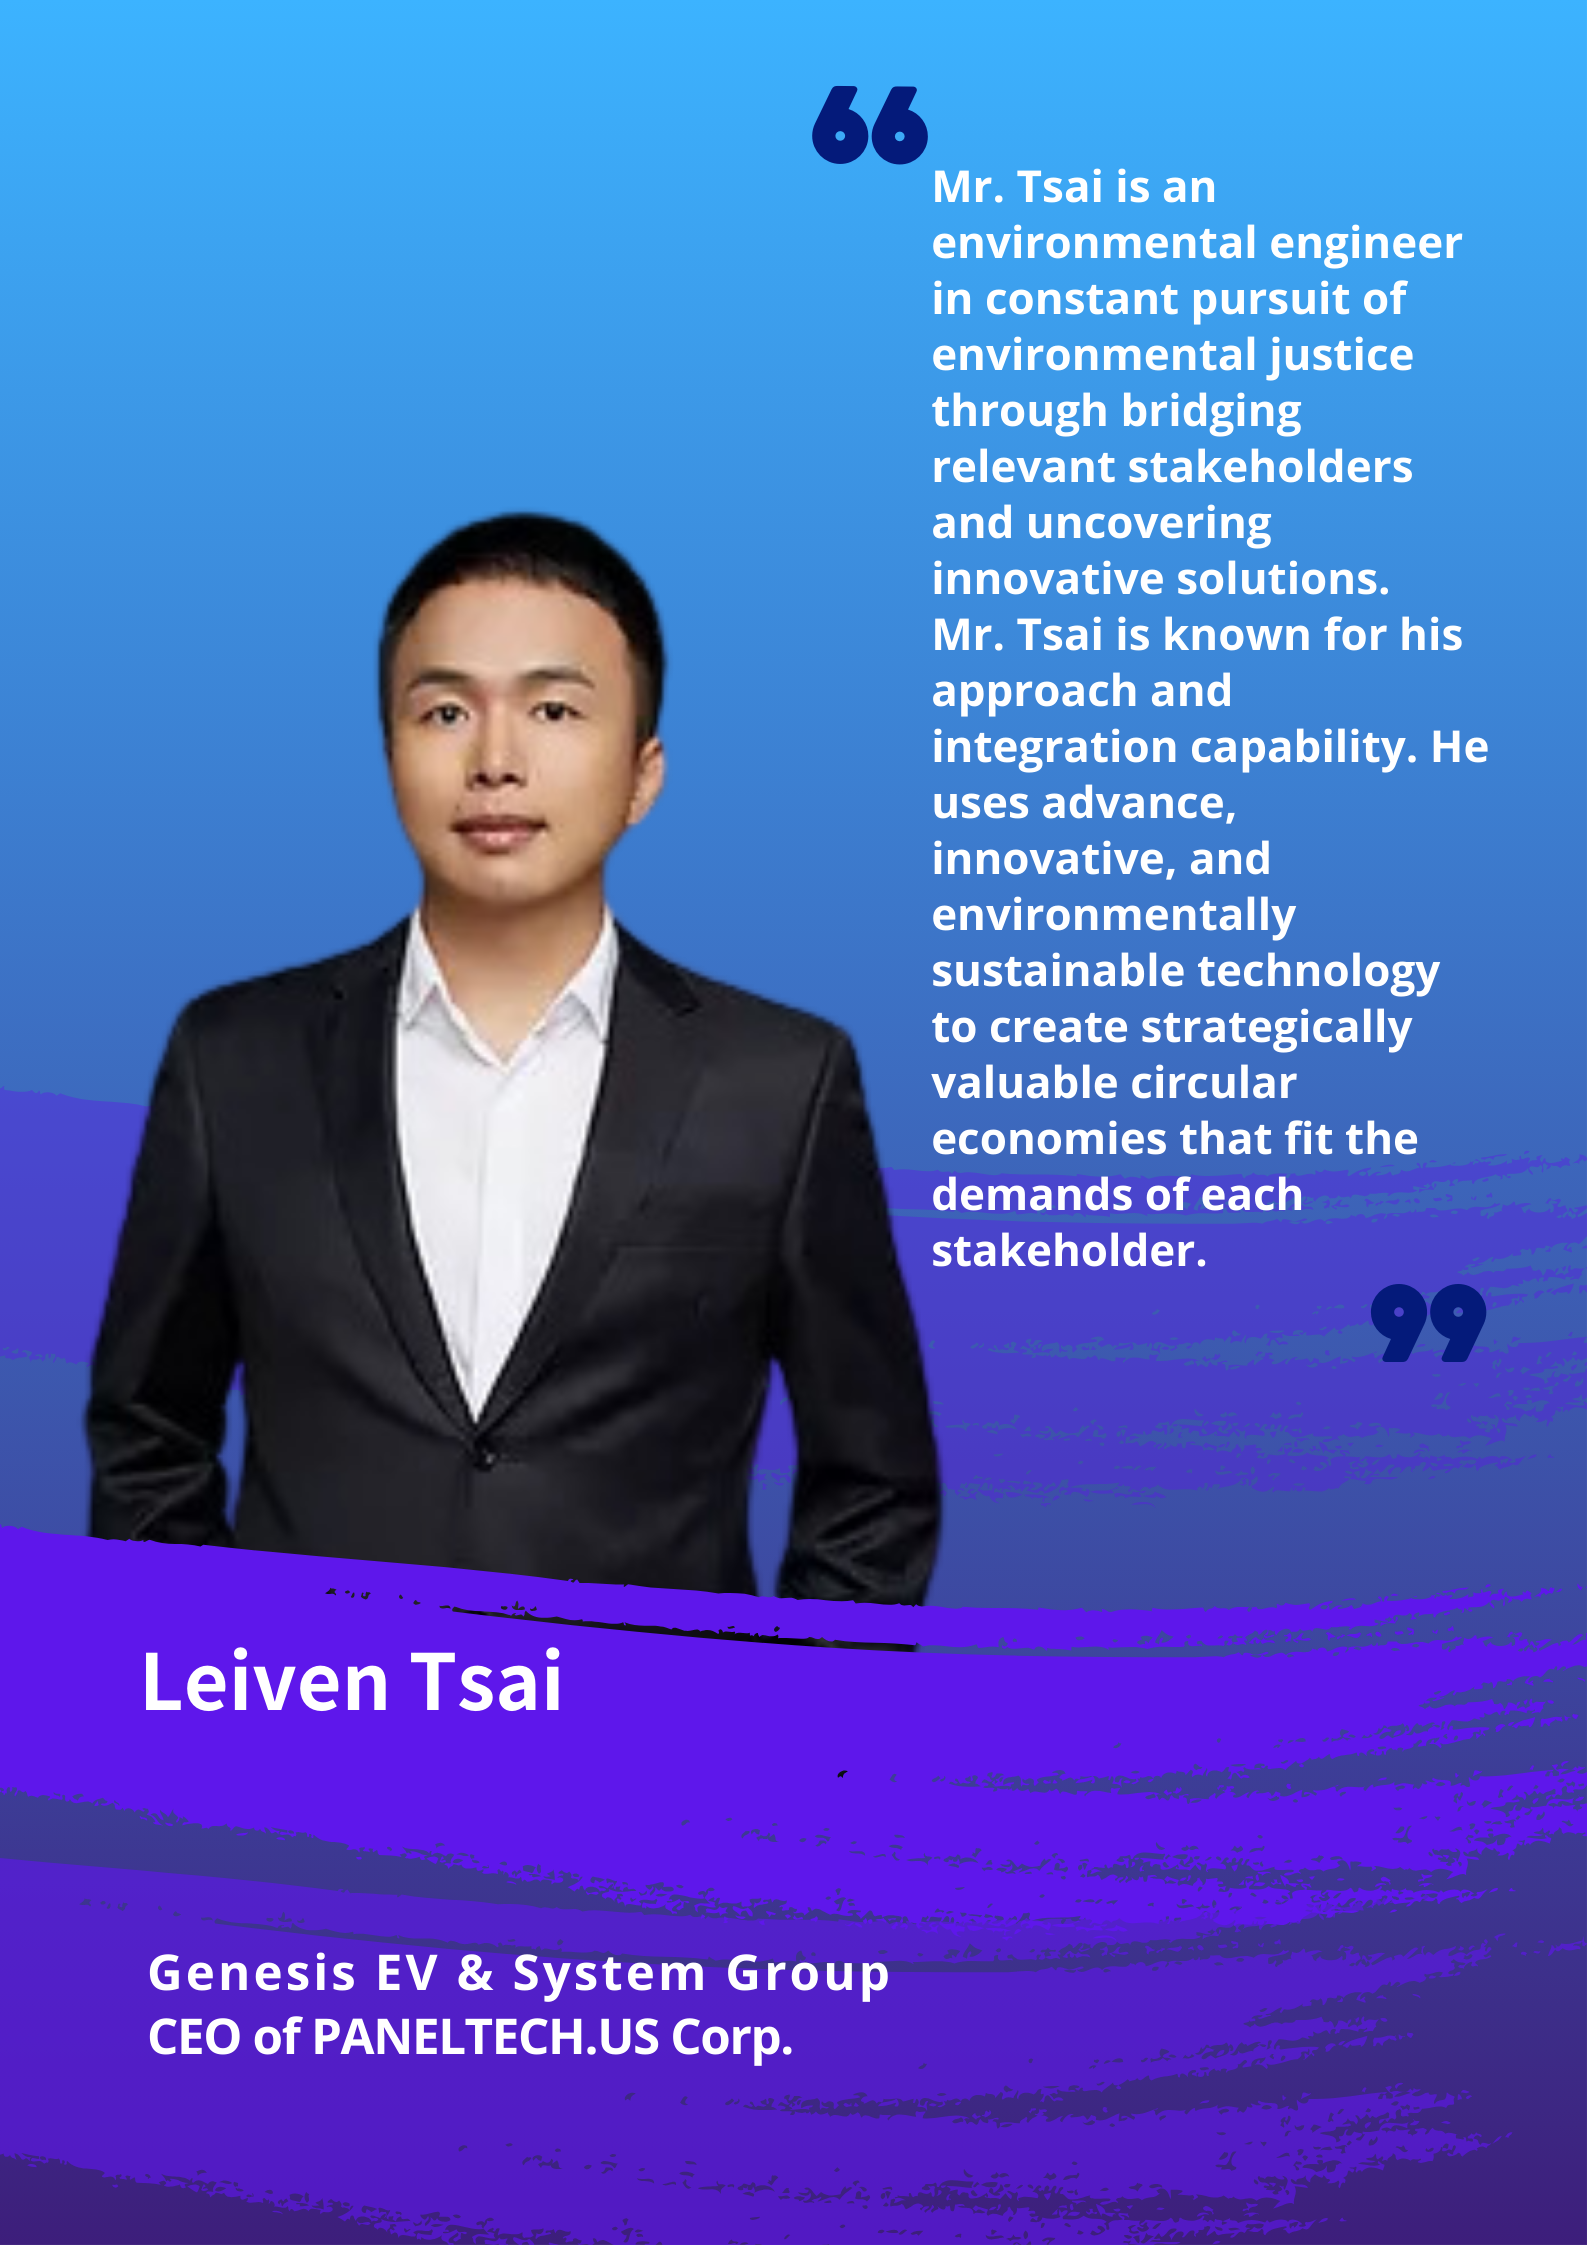 Mr. Tsai is an
environmental engineer
in constant pursuit of
environmental justice
through bridging
relevant stakeholders
and uncovering
innovative solutions.
Mr. Tsai is known for his
approach and
integration capability. He
uses advance,
innovative, and
environmentally
sustainable technology
to create strategically
valuable circular
economies that fit the
demands of each
stakeholder.
Leiven Tsai
Genesis EV & System Group
CEO of PANELTECH.US Corp.